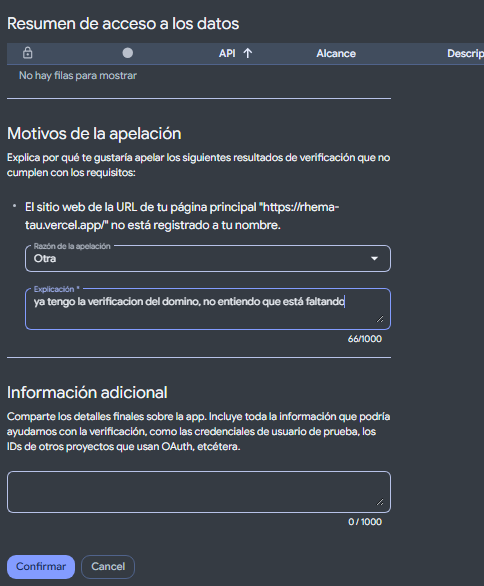 Resumen de acceso a los datos
API ↑ Alcance Descrip
No hay filas para mostrar
Motivos de la apelación
Explica por qué te gustaría apelar los siguientes resultados de verificación que no
cumplen con los requisitos:
• El sitio web de la URL de tu página principal "https://rhema-
tau.vercel.app/" no está registrado a tu nombre.
Razón de la apelación
Otra
Explicación *
ya tengo la verificacion del domino, no entiendo que está faltando
66/1000
Información adicional
Comparte los detalles finales sobre la app. Incluye toda la información que podría
ayudarnos con la verificación, como las credenciales de usuario de prueba, los
IDs de otros proyectos que usan OAuth, etcétera.
0 / 1000
Confirmar Cancel